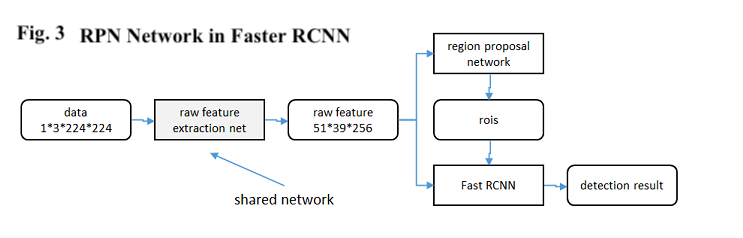 Fig. 3 RPN Network in Faster RCNN
region proposal
network
data
1*3*224*224
raw feature
extraction net
raw feature
51*39*256
rois
Fast RCNN
detection result
shared network